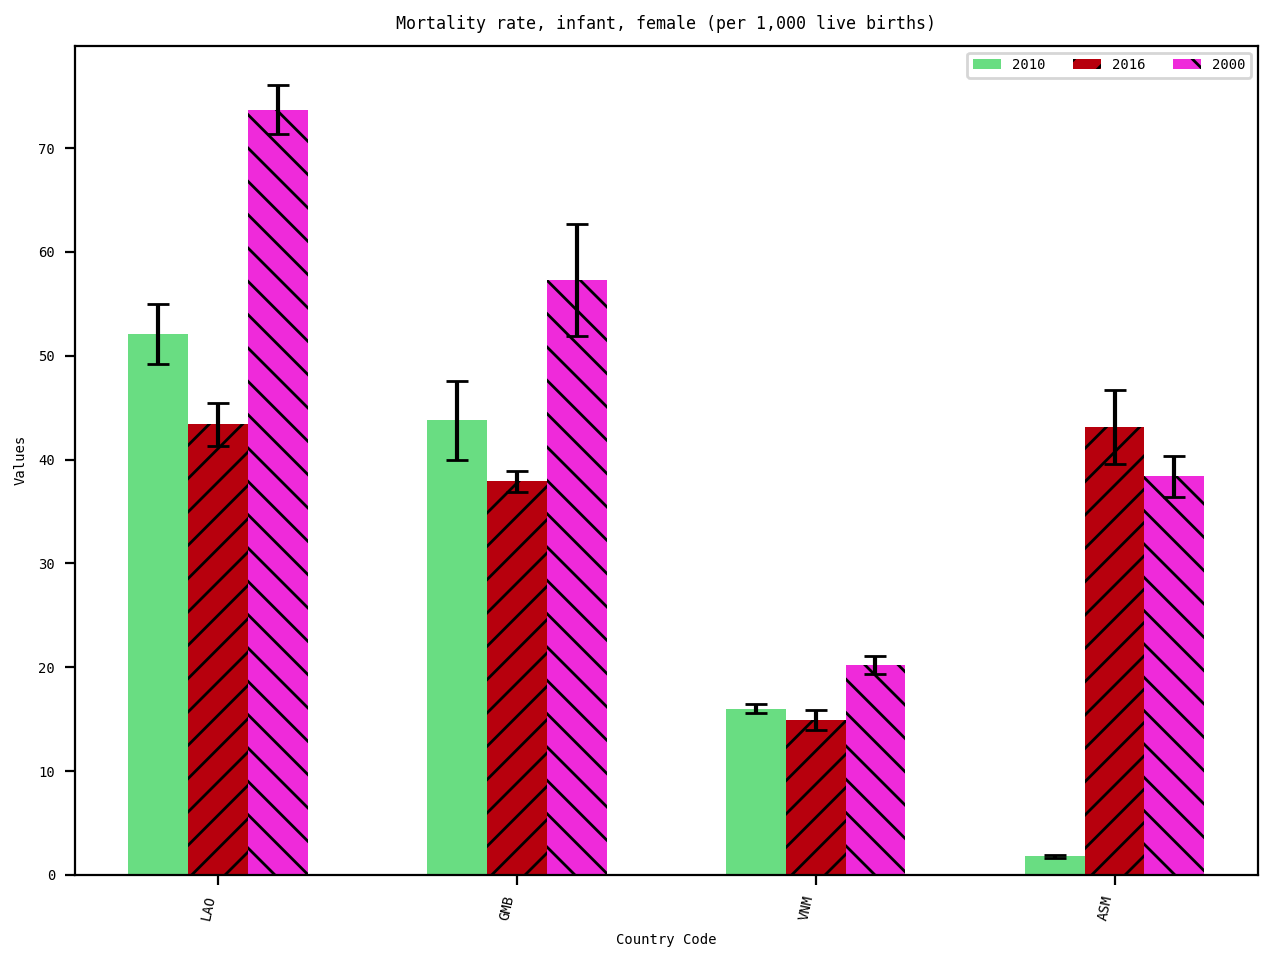 Mortality rate, infant, female (per 1,000 live births)
2010 2016 2000
70
60
50
40
30
20
10
0
Values
LAO GMB VNM ASM
Country Code